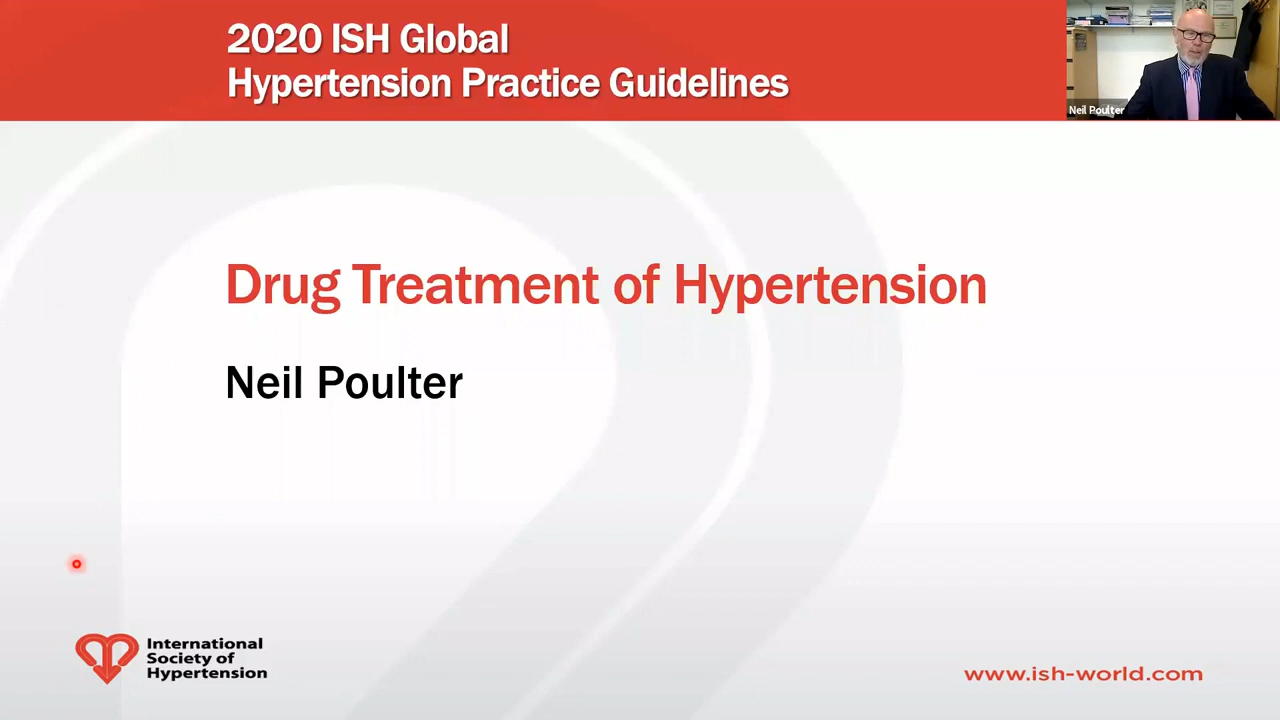 2020 ISH Global
Hypertension Practice Guidelines
Neil Poulter
Drug Treatment of Hypertension
Neil Poulter
International
Society of
Hypertension
www.ish-world.com